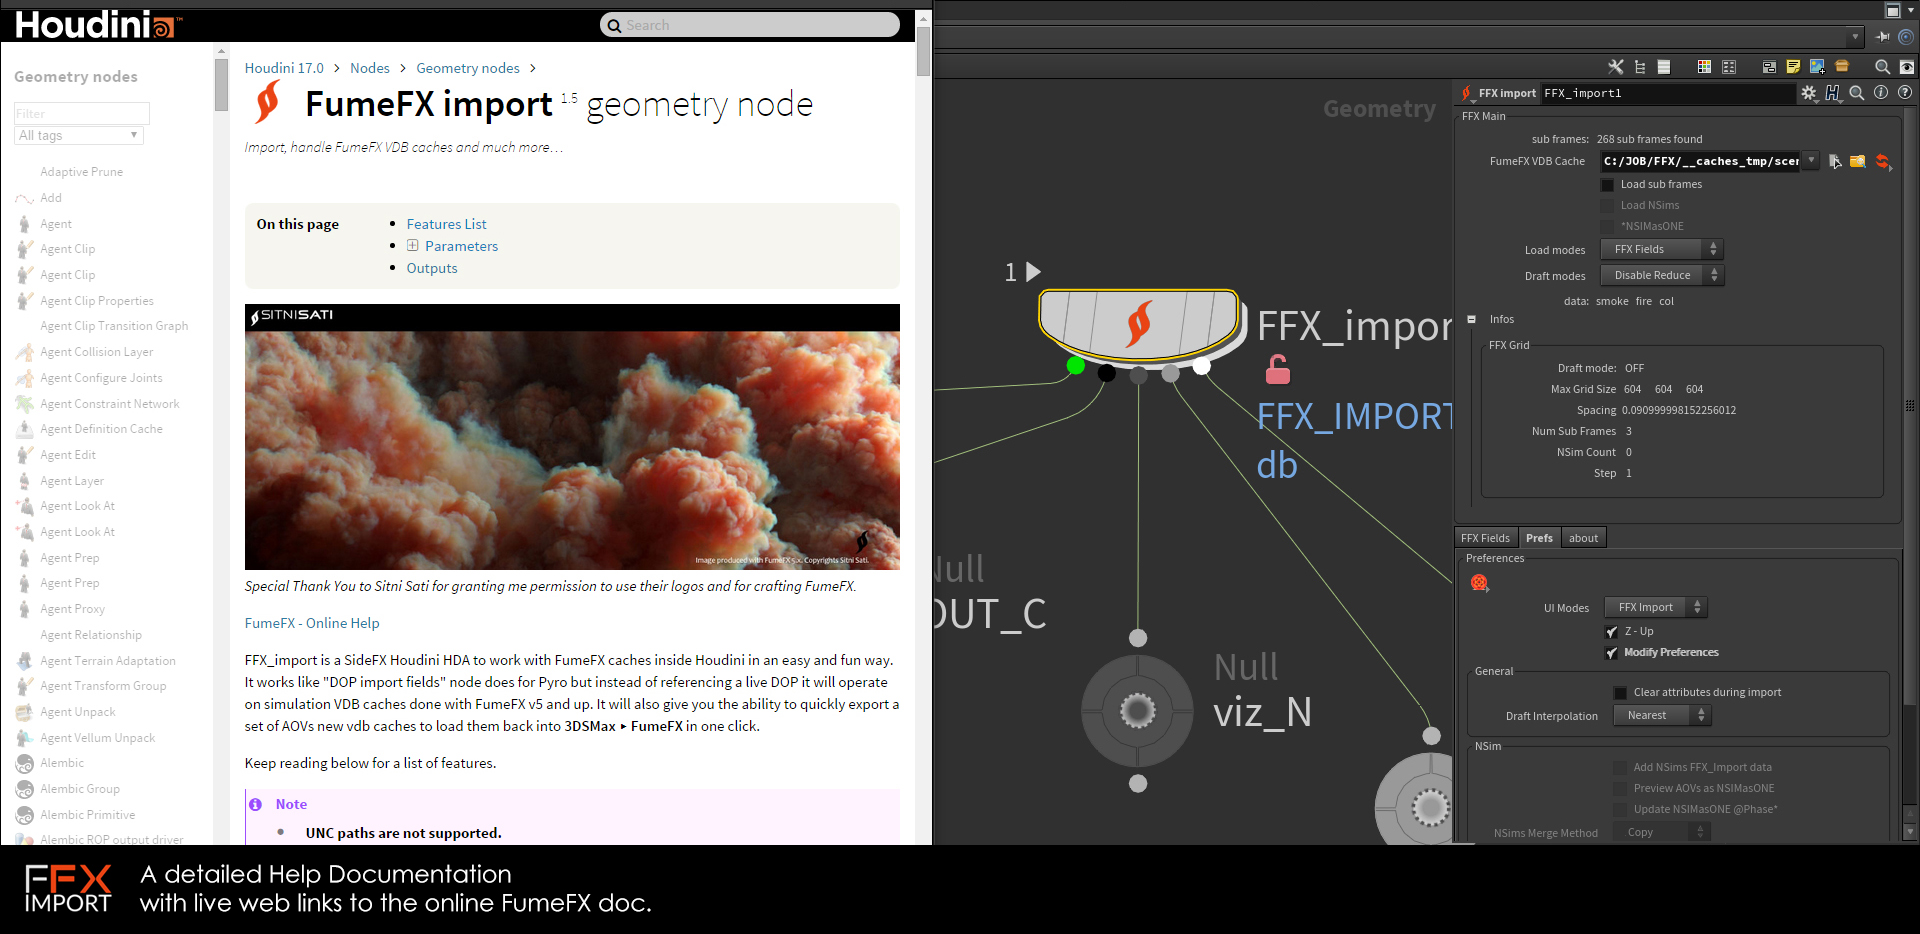 Houdini
Search
Geometry nodes
Filter
All tags
Adaptive Prune
Add
Agent
Agent Clip
Agent Clip
Agent Clip Properties
Agent Clip Transition Graph
Agent Collision Layer
Agent Configure Joints
Agent Constraint Network
Agent Definition Cache
Agent Edit
Agent Layer
Agent Look At
Agent Look At
Agent Prep
Agent Prep
Agent Proxy
Agent Relationship
Agent Terrain Adaptation
Agent Transform Group
Agent Unpack
Agent Vellum Unpack
Alembic
Alembic Group
Alembic Primitive
Alembic ROP output driver
Houdini 17.0 > Nodes > Geometry nodes >
FumeFX import 1.5 geometry node
Import, handle FumeFX VDB caches and much more…
On this page
Features List
Parameters
Outputs
SITNISATI
Image produced with FumeFX 5.x. Copyrights Sitni Sati.
Special Thank You to Sitni Sati for granting me permission to use their logos and for crafting FumeFX.
FumeFX - Online Help
FFX_import is a SideFX Houdini HDA to work with FumeFX caches inside Houdini in an easy and fun way.
It works like "DOP import fields" node does for Pyro but instead of referencing a live DOP it will operate
on simulation VDB caches done with FumeFX v5 and up. It will also give you the ability to quickly export a
set of AOVs new vdb caches to load them back into 3DSMax ▸ FumeFX in one click.
Keep reading below for a list of features.
Note
UNC paths are not supported.
Geometry
1
FFX_impor
FFX_IMPORT
db
Null
OUT_C
Null
viz_N
FFX import FFX_import1
FFX Main
sub frames: 268 sub frames found
FumeFX VDB Cache C:/JOB/FFX/__caches_tmp/scer
Load sub frames
Load NSims
*NSIMasONE
Load modes FFX Fields
Draft modes Disable Reduce
data: smoke fire col
Infos
FFX Grid
Draft mode: OFF
Max Grid Size 604 604 604
Spacing 0.090999998152256012
Num Sub Frames 3
NSim Count 0
Step 1
FFX Fields Prefs about
Preferences
UI Modes FFX Import
Z - Up
Modify Preferences
General
Clear attributes during import
Draft Interpolation Nearest
NSim
Add NSims FFX_Import data
Preview AOVs as NSIMasONE
Update NSIMasONE @Phase*
NSims Merge Method Copy
FFX
IMPORT
A detailed Help Documentation
with live web links to the online FumeFX doc.